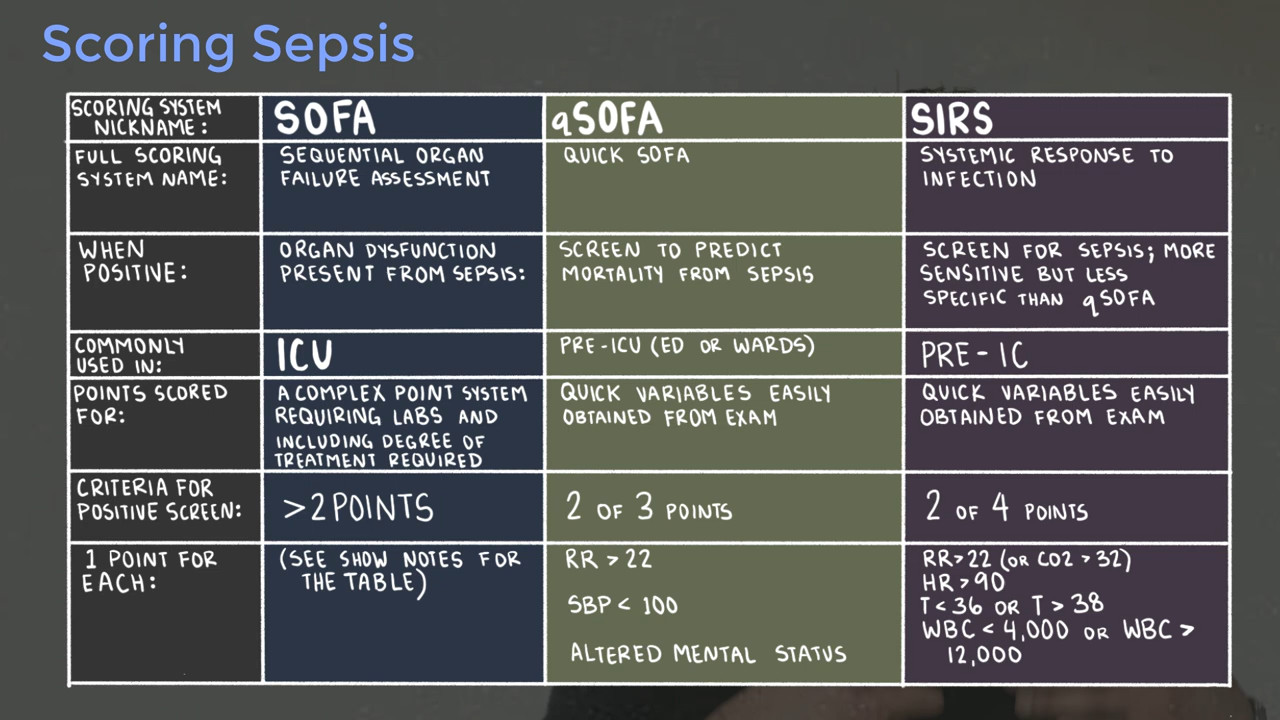 Scoring Sepsis
SCORING SYSTEM
NICKNAME:
SOFA
qSOFA
SIRS
FULL SCORING
SYSTEM NAME:
SEQUENTIAL ORGAN
FAILURE ASSESSMENT
QUICK SOFA
SYSTEMIC RESPONSE TO
INFECTION
WHEN
POSITIVE:
ORGAN DYSFUNCTION
PRESENT FROM SEPSIS:
SCREEN TO PREDICT
MORTALITY FROM SEPSIS
SCREEN FOR SEPSIS; MORE
SENSITIVE BUT LESS
SPECIFIC THAN qSOFA
COMMONLY
USED IN:
ICU
PRE-ICU (ED OR WARDS)
PRE-IC
POINTS SCORED
FOR:
A COMPLEX POINT SYSTEM
REQUIRING LABS AND
INCLUDING DEGREE OF
TREATMENT REQUIRED
QUICK VARIABLES EASILY
OBTAINED FROM EXAM
QUICK VARIABLES EASILY
OBTAINED FROM EXAM
CRITERIA FOR
POSITIVE SCREEN:
>2 POINTS
2 OF 3 POINTS
2 OF 4 POINTS
1 POINT FOR
EACH:
(SEE SHOW NOTES FOR
THE TABLE)
RR > 22
SBP < 100
ALTERED MENTAL STATUS
RR>22 (OR CO2 >32)
HR >90
T<36 OR T > 38
WBC < 4,000 OR WBC >
12,000